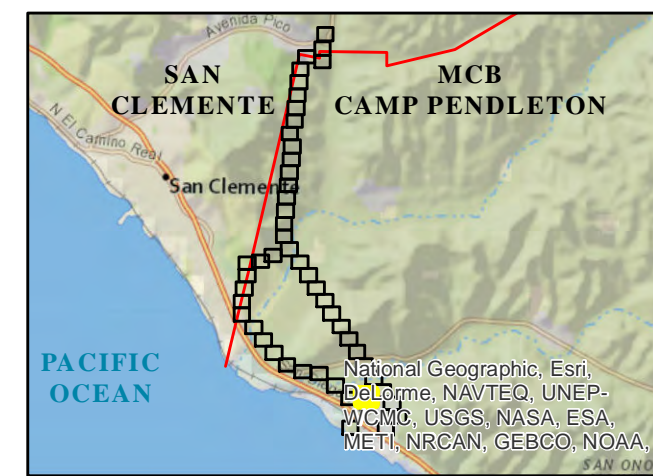 Avenida Pico
SAN
CLEMENTE
MCB
CAMP PENDLETON
N El Camino Real
San Clemente
PACIFIC
OCEAN
National Geographic, Esri,
DeLorme, NAVTEQ, UNEP-
WCMC, USGS, NASA, ESA,
METI, NRCAN, GEBCO, NOAA,
SAN ONO